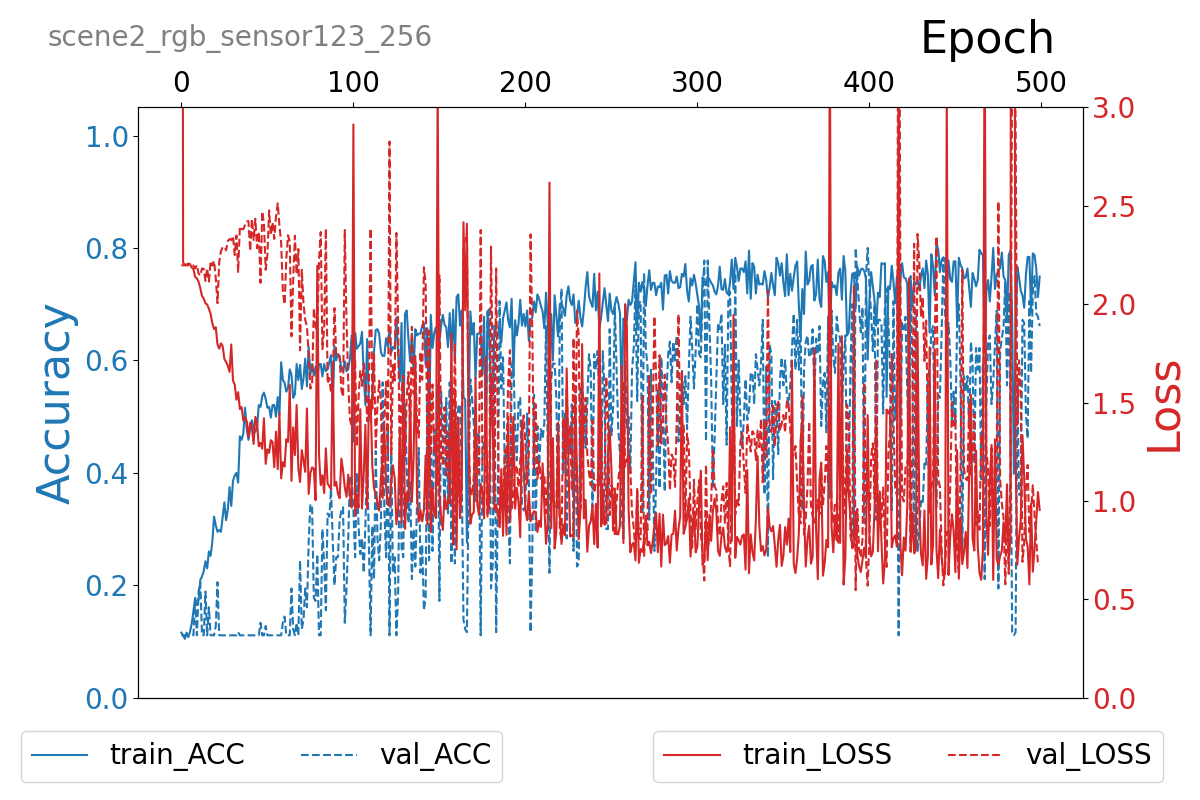 scene2_rgb_sensor123_256
Epoch
0 100 200 300 400 500
1.0
0.8
0.6
0.4
0.2
0.0
Accuracy
3.0
2.5
2.0
1.5
1.0
0.5
0.0
Loss
train_ACC val_ACC
train_LOSS val_LOSS